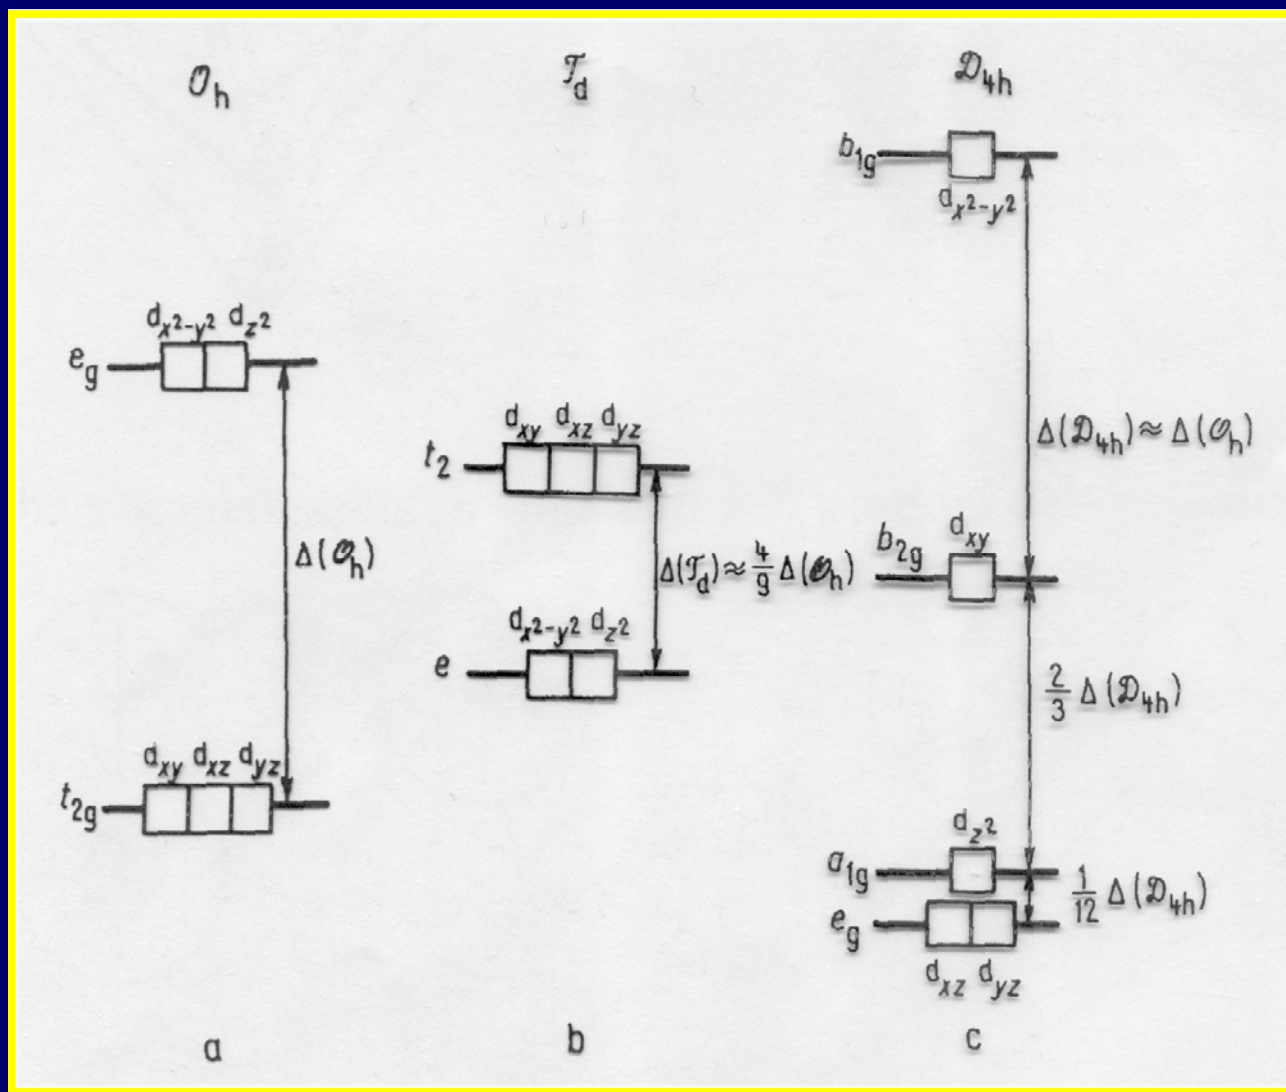 𝒪h
𝒯d
𝒟4h
b1g
dx²−y²
Δ(𝒟4h) ≈ Δ(𝒪h)
b2g
dxy
2/3 Δ(𝒟4h)
a1g
dz²
1/12 Δ(𝒟4h)
eg
dxz dyz
c
dx²−y² dz²
eg
Δ(𝒪h)
dxy dxz dyz
t2g
a
dxy dxz dyz
t2
Δ(𝒯d) ≈ 4/9 Δ(𝒪h)
dx²−y² dz²
e
b